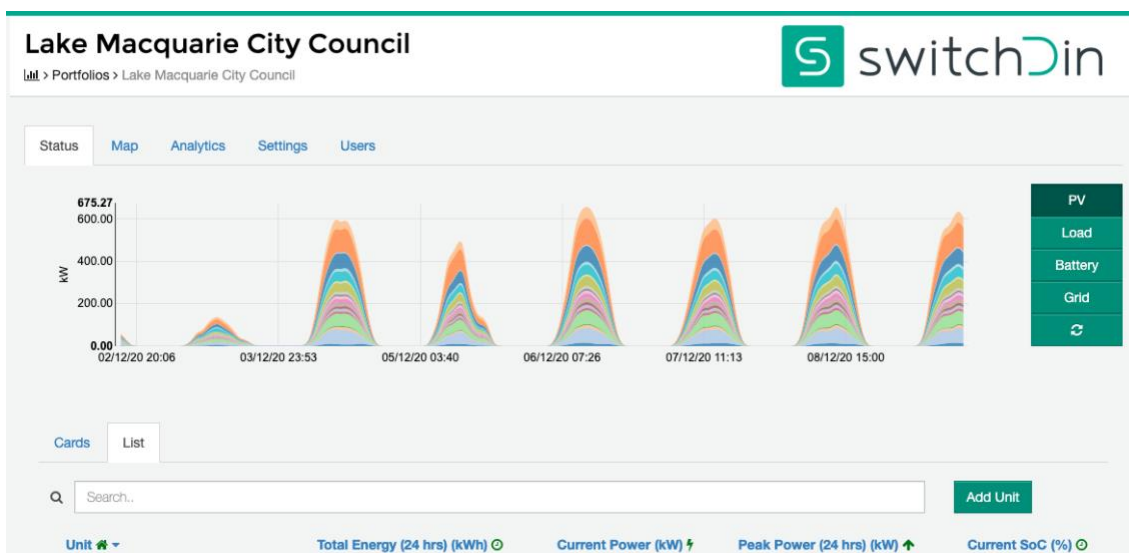 Lake Macquarie City Council
> Portfolios > Lake Macquarie City Council
switchDin
Status Map Analytics Settings Users
675.27
600.00
400.00
200.00
0.00
kW
02/12/20 20:06 03/12/20 23:53 05/12/20 03:40 06/12/20 07:26 07/12/20 11:13 08/12/20 15:00
PV
Load
Battery
Grid
Cards List
Search..
Add Unit
Unit Total Energy (24 hrs) (kWh) Current Power (kW) Peak Power (24 hrs) (kW) Current SoC (%)